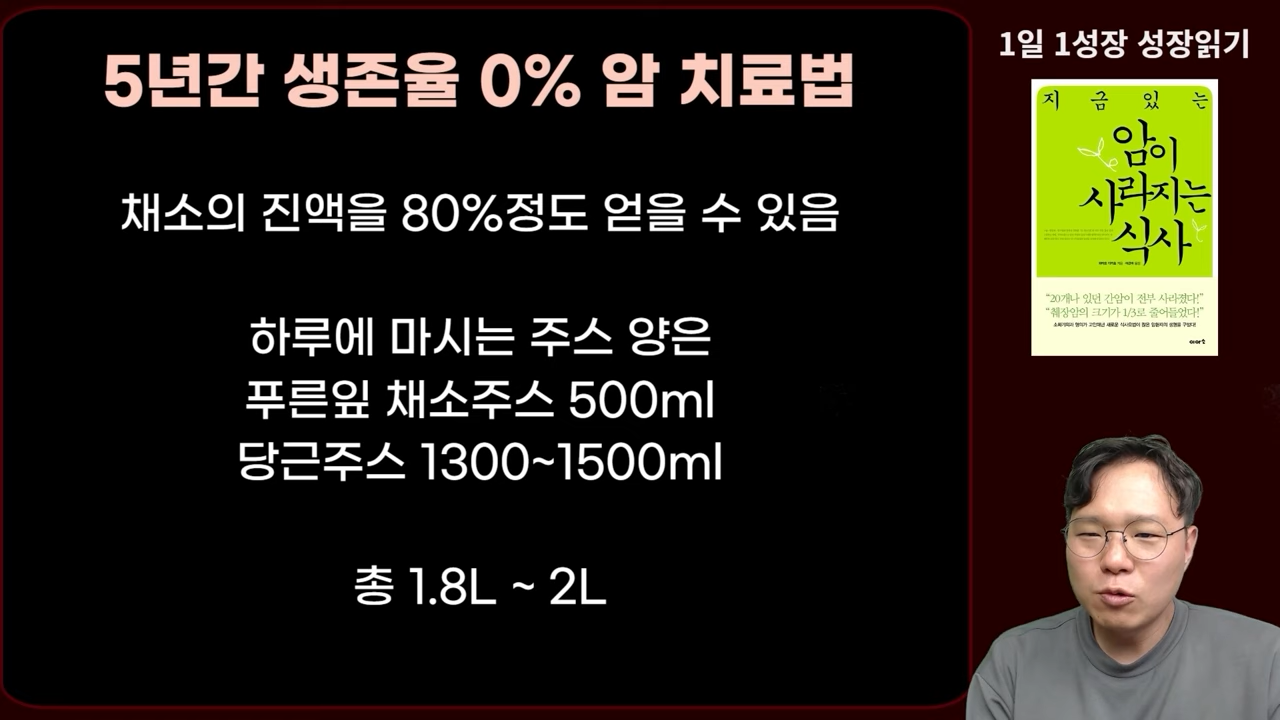 5년간 생존율 0% 암 치료법
채소의 진액을 80%정도 얻을 수 있음
하루에 마시는 주스 양은
푸른잎 채소주스 500ml
당근주스 1300~1500ml
총 1.8L ~ 2L
1일 1성장 성장읽기
지금있는
암이
사라지는
식사
“20개나 있던 간암이 전부 사라졌다!”
“췌장암의 크기가 1/3로 줄어들었다!”